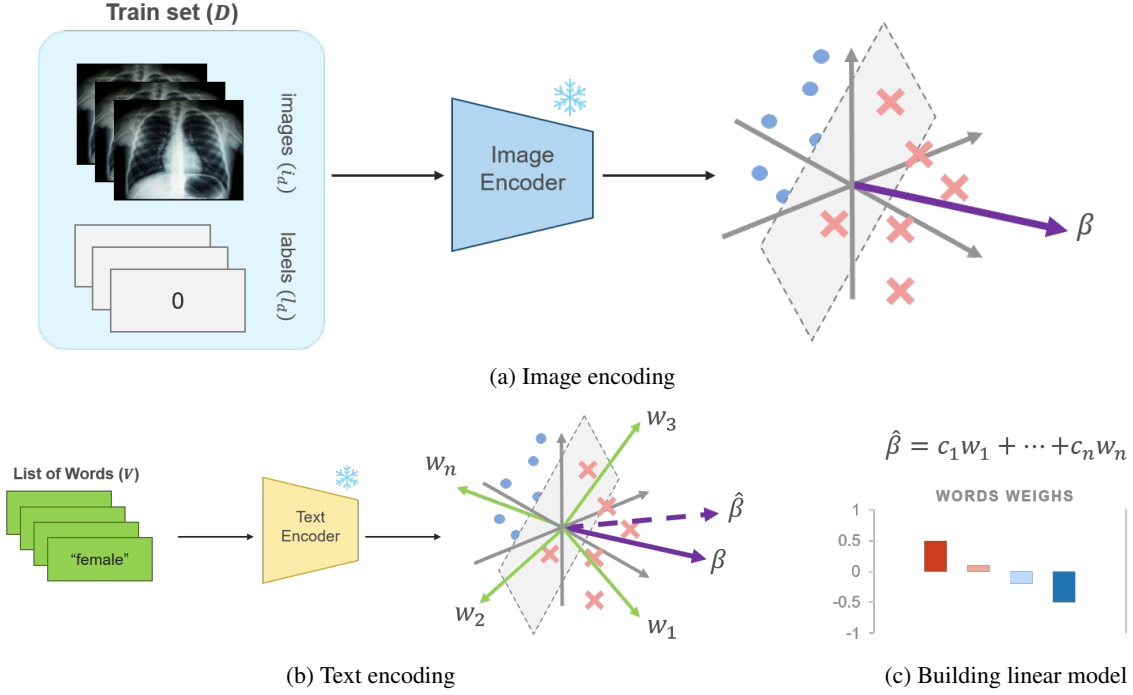 Train set (D)
images (i_d)
labels (l_d)
0
Image
Encoder
β
(a) Image encoding
List of Words (V)
"female"
Text
Encoder
w_n
w_3
β̂
β
w_2
w_1
(b) Text encoding
β̂ = c_1w_1 + ⋯ +c_nw_n
WORDS WEIGHS
1
0.5
0
-0.5
-1
(c) Building linear model